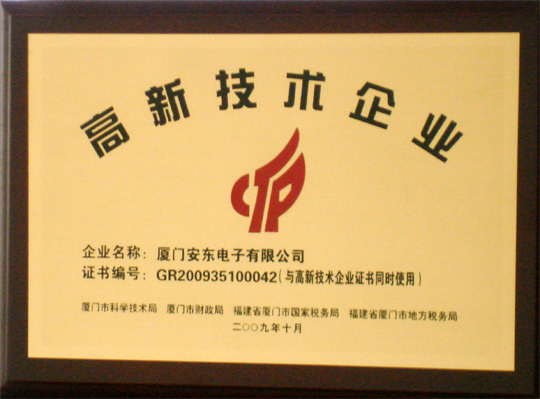 高新技术企业
CTP
企业名称：厦门安东电子有限公司
证书编号：GR200935100042（与高新技术企业证书同时使用）
厦门市科学技术局 厦门市财政局 福建省厦门市国家税务局 福建省厦门市地方税务局
二〇〇九年十月